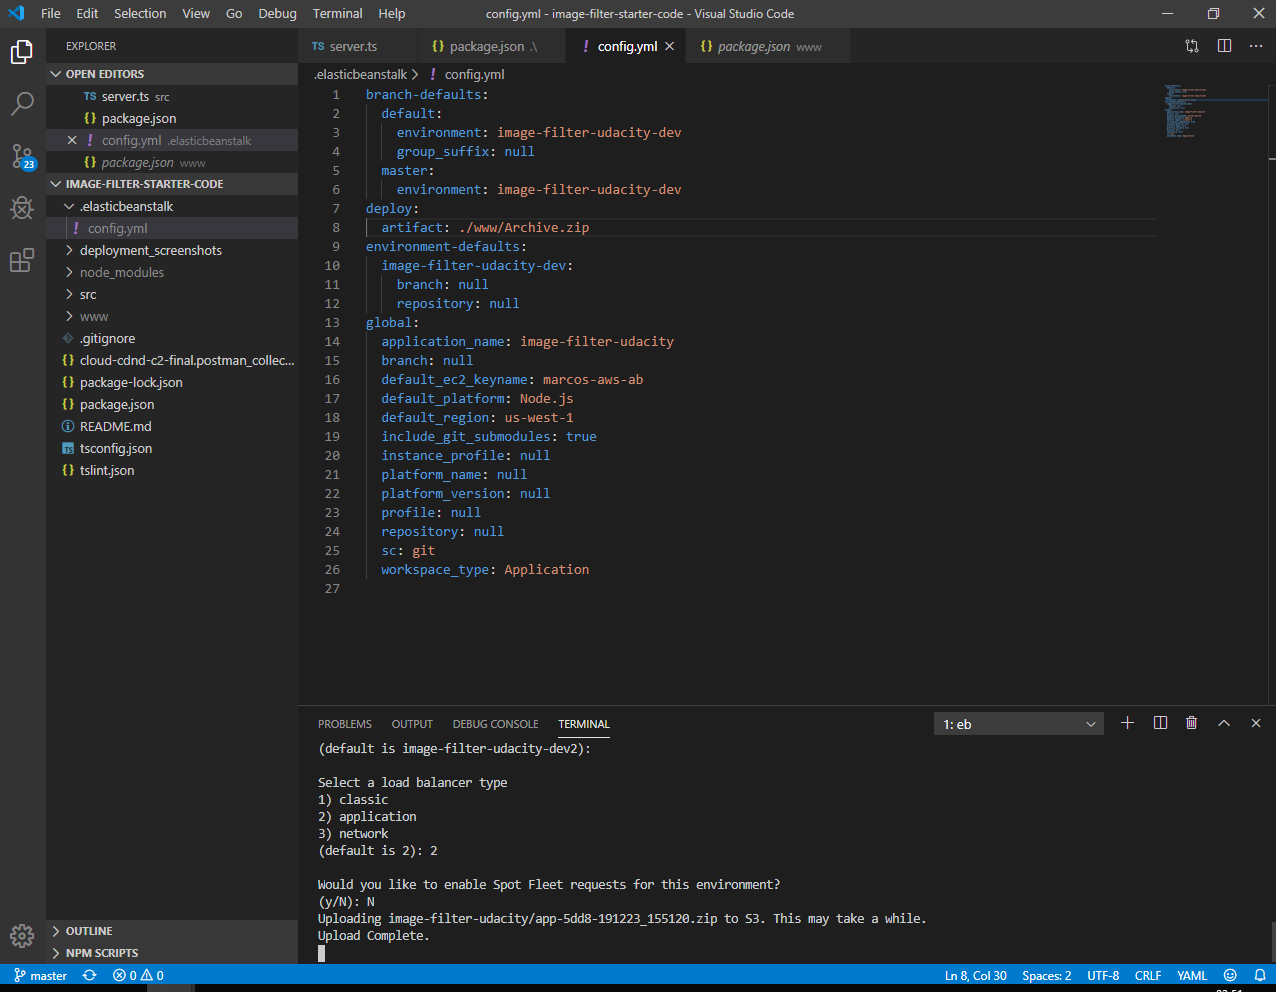 File Edit Selection View Go Debug Terminal Help config.yml - image-filter-starter-code - Visual Studio Code
EXPLORER
TS server.ts {} package.json .\ ! config.yml {} package.json www
OPEN EDITORS
TS server.ts src
{} package.json
! config.yml .elasticbeanstalk
{} package.json www
IMAGE-FILTER-STARTER-CODE
.elasticbeanstalk
! config.yml
deployment_screenshots
node_modules
src
www
.gitignore
{} cloud-cdnd-c2-final.postman_collec...
{} package-lock.json
{} package.json
README.md
TS tsconfig.json
{} tslint.json
OUTLINE
NPM SCRIPTS
23
.elasticbeanstalk > ! config.yml
1 branch-defaults:
2 default:
3 environment: image-filter-udacity-dev
4 group_suffix: null
5 master:
6 environment: image-filter-udacity-dev
7 deploy:
8 artifact: ./www/Archive.zip
9 environment-defaults:
10 image-filter-udacity-dev:
11 branch: null
12 repository: null
13 global:
14 application_name: image-filter-udacity
15 branch: null
16 default_ec2_keyname: marcos-aws-ab
17 default_platform: Node.js
18 default_region: us-west-1
19 include_git_submodules: true
20 instance_profile: null
21 platform_name: null
22 platform_version: null
23 profile: null
24 repository: null
25 sc: git
26 workspace_type: Application
27
PROBLEMS OUTPUT DEBUG CONSOLE TERMINAL 1: eb
(default is image-filter-udacity-dev2):
Select a load balancer type
1) classic
2) application
3) network
(default is 2): 2
Would you like to enable Spot Fleet requests for this environment?
(y/N): N
Uploading image-filter-udacity/app-5dd8-191223_155120.zip to S3. This may take a while.
Upload Complete.
master 0 0 Ln 8, Col 30 Spaces: 2 UTF-8 CRLF YAML